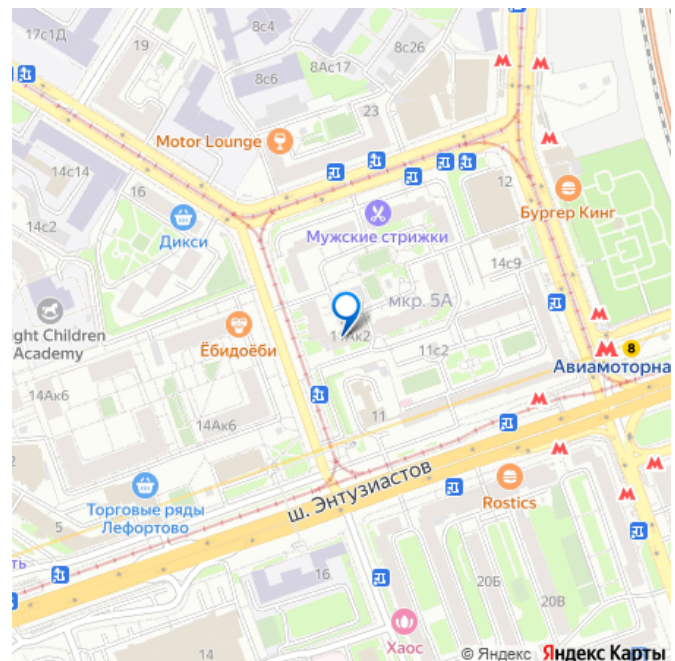 17с1Д
19
8с4
8с6
8Ас17
8с26
23
Motor Lounge
14с14
16
14с2
Дикси
12
Бургер Кинг
Мужские стрижки
14с9
мкр. 5А
ght Children
Academy
Ёбидоёби
11с2
8
Авиамоторна
14Ак6
14Ак6
11
ш. Энтузиастов
Торговые ряды
Лефортово
5
Rostics
ть
16
20Б
20В
14
Хаос
© Яндекс Яндекс Карты